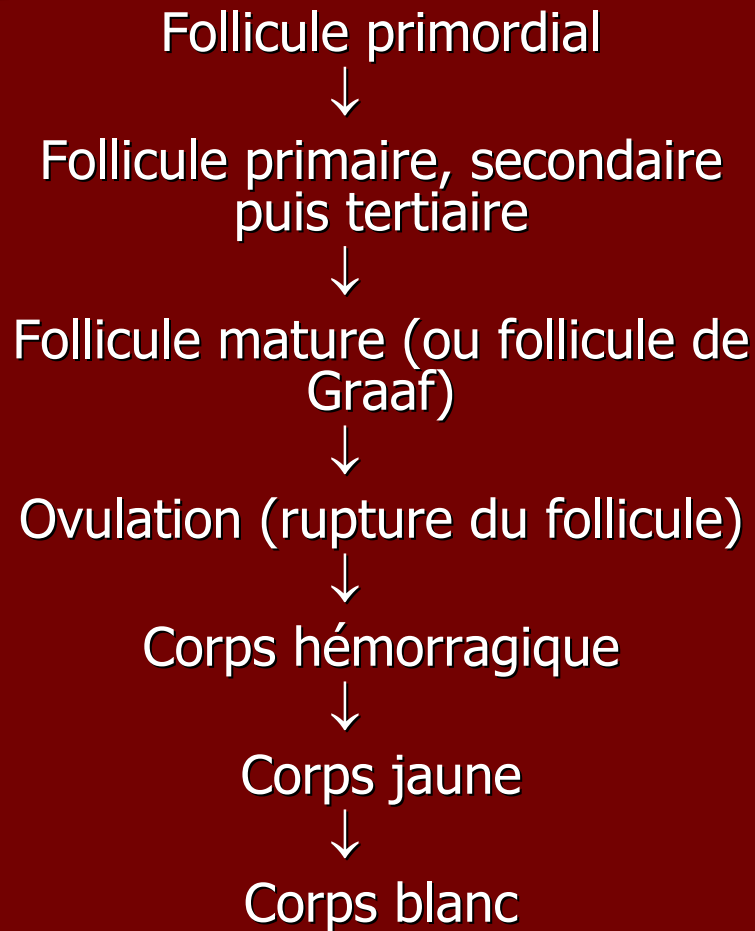 Follicule primordial
↓
Follicule primaire, secondaire
puis tertiaire
↓
Follicule mature (ou follicule de
Graaf)
↓
Ovulation (rupture du follicule)
↓
Corps hémorragique
↓
Corps jaune
↓
Corps blanc